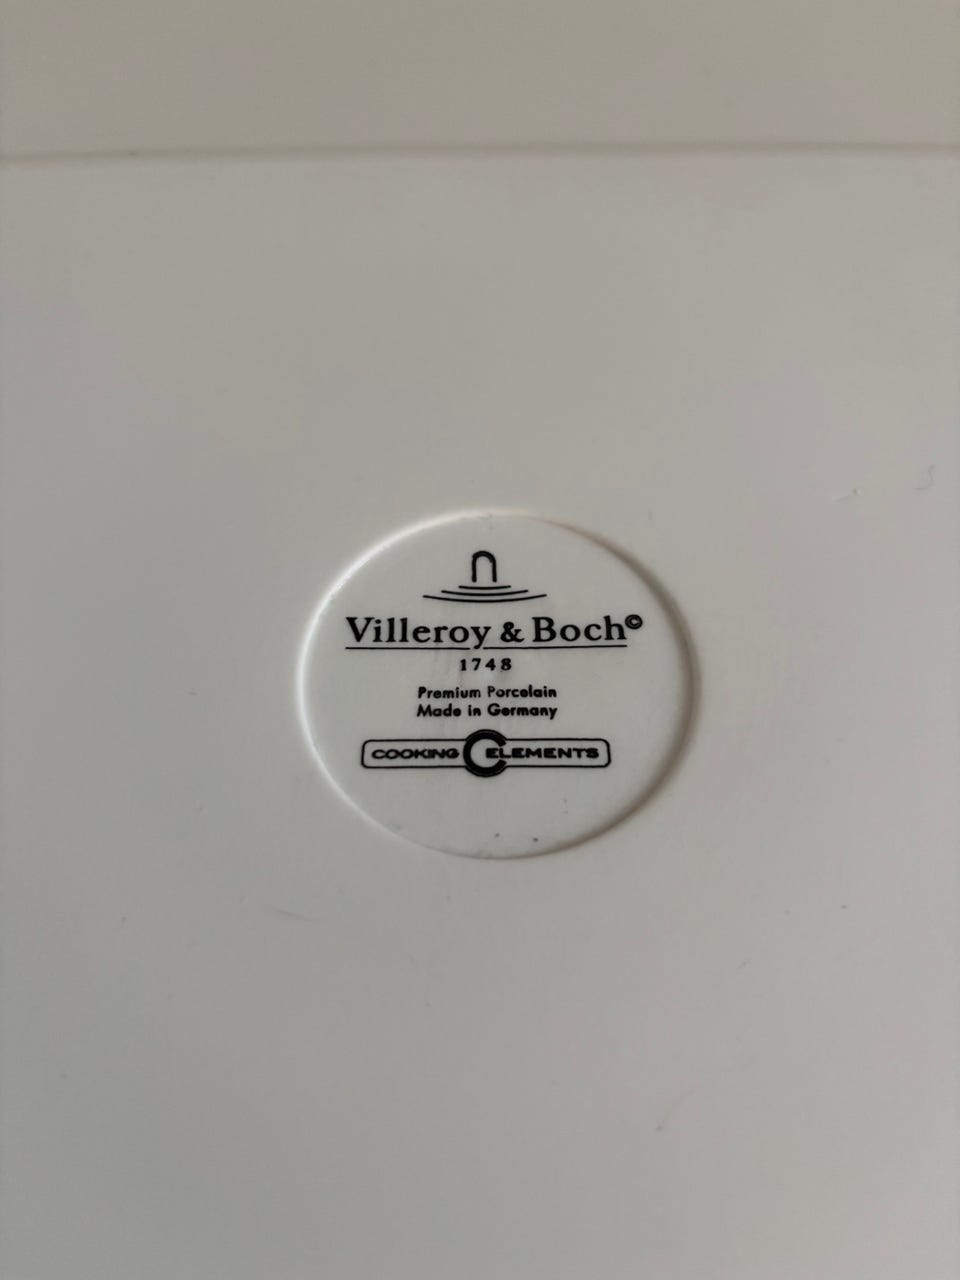 Villeroy & Boch©
1748
Premium Porcelain
Made in Germany
COOKING ELEMENTS